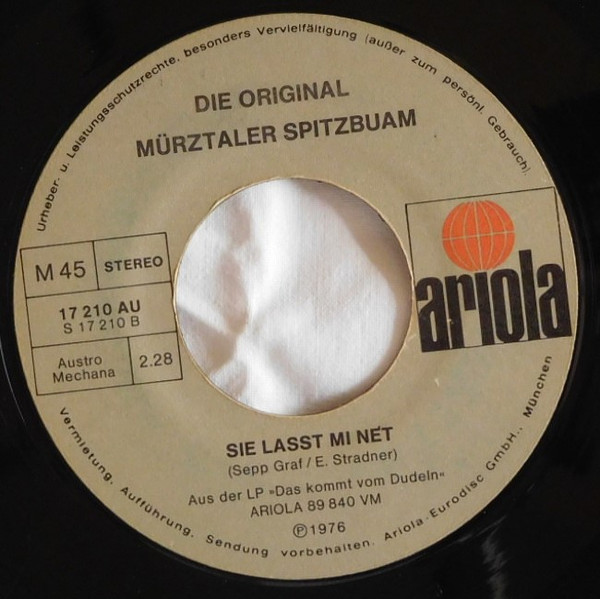 Urheber- u. Leistungsschutzrechte, besonders Vervielfältigung (außer zum persönl. Gebrauch),
DIE ORIGINAL
MÜRZTALER SPITZBUAM
M 45
STEREO
17 210 AU
S 17 210 B
Austro
Mechana
2.28
ariola
SIE LASST MI NET
(Sepp Graf / E. Stradner)
Aus der LP »Das kommt vom Dudeln«
ARIOLA 89 840 VM
℗ 1976
Vermietung, Aufführung, Sendung vorbehalten. Ariola-Eurodisc GmbH., München